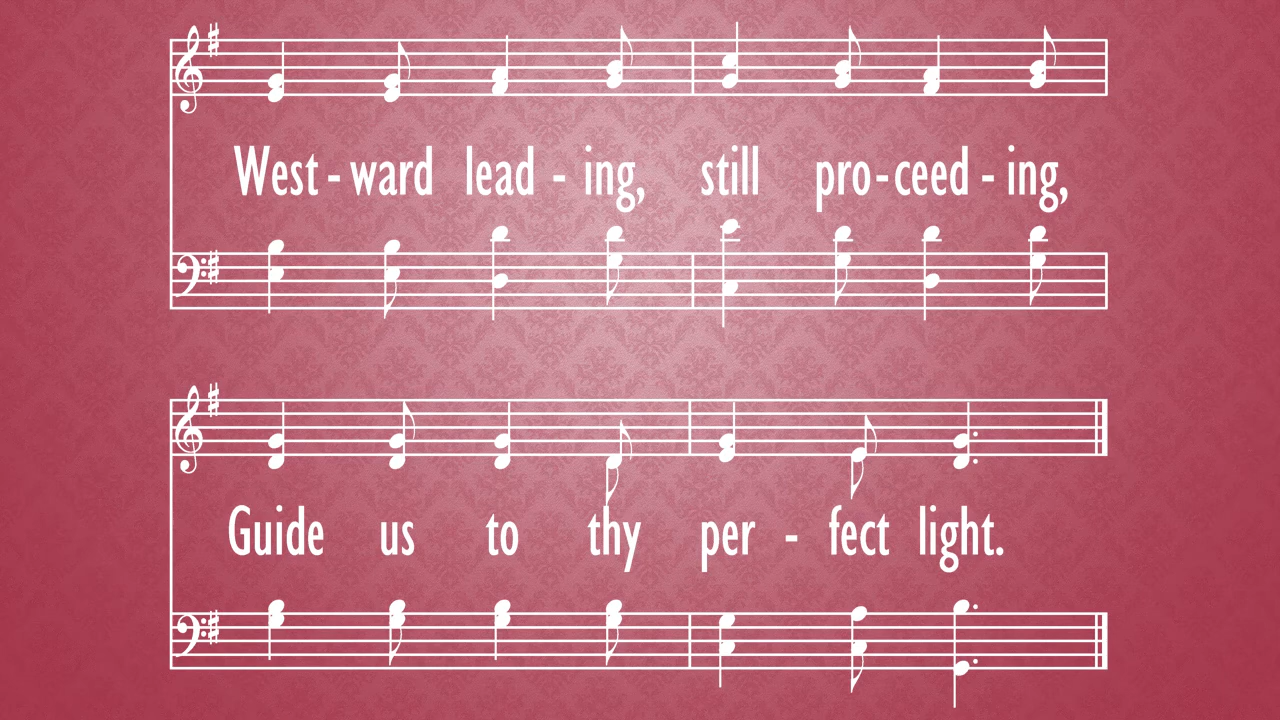 West - ward lead - ing, still pro - ceed - ing,
Guide us to thy per - fect light.